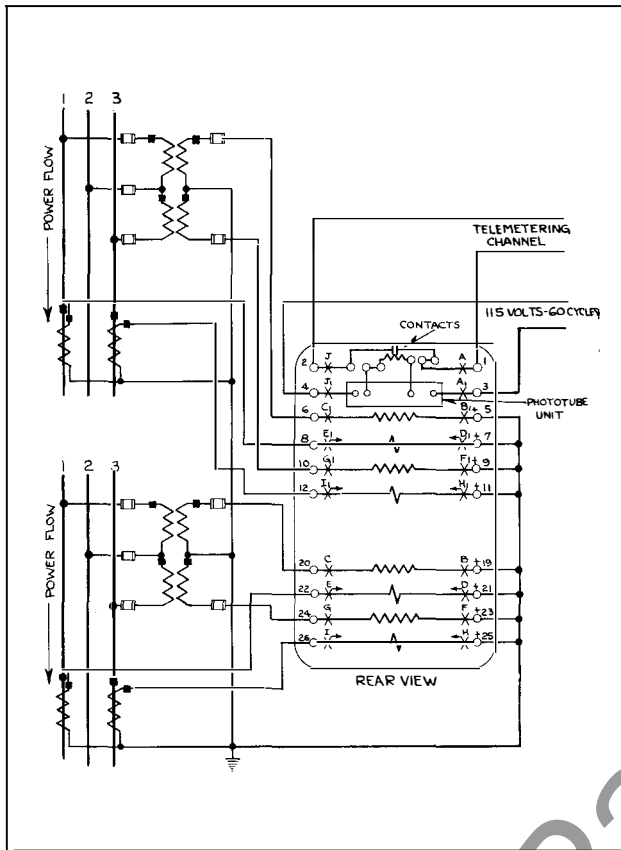 1 2 3
POWER FLOW
TELEMETERING
CHANNEL
115 VOLTS-60 CYCLES
CONTACTS
2 J A 1
4 J1 A1 3
PHOTOTUBE
UNIT
6 C1 B1+ 5
8 E1 D1+ 7
10 G1 F1+ 9
12 I1 H1+ 11
1 2 3
POWER FLOW
20 C B +19
22 E D +21
24 G F +23
26 I H +25
REAR VIEW